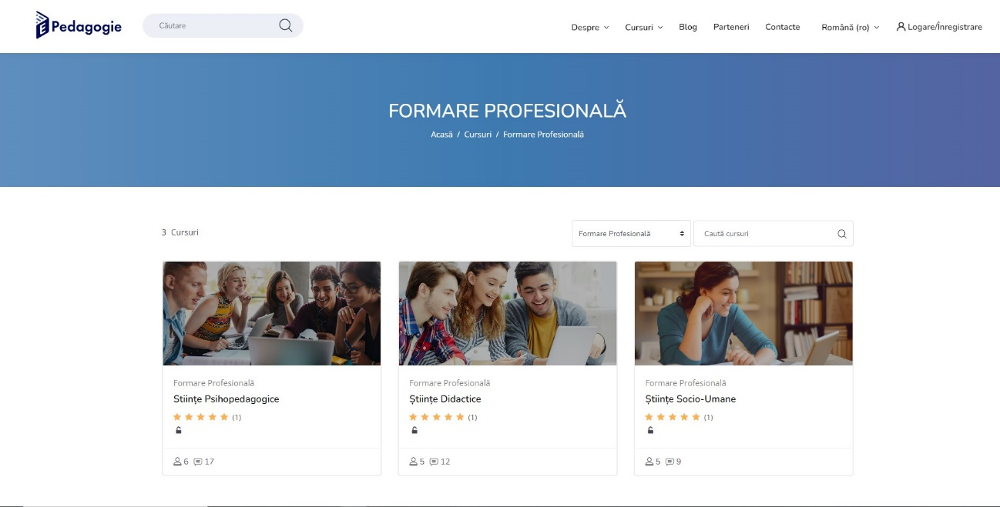 Pedagogie
Căutare
Despre
Cursuri
Blog
Parteneri
Contacte
Română ‎(ro)‎
Logare/Înregistrare
FORMARE PROFESIONALĂ
Acasă / Cursuri / Formare Profesională
3 Cursuri
Formare Profesională
Caută cursuri
Formare Profesională
Stiințe Psihopedagogice
(1)
6 17
Formare Profesională
Științe Didactice
(1)
5 12
Formare Profesională
Științe Socio-Umane
(1)
5 9